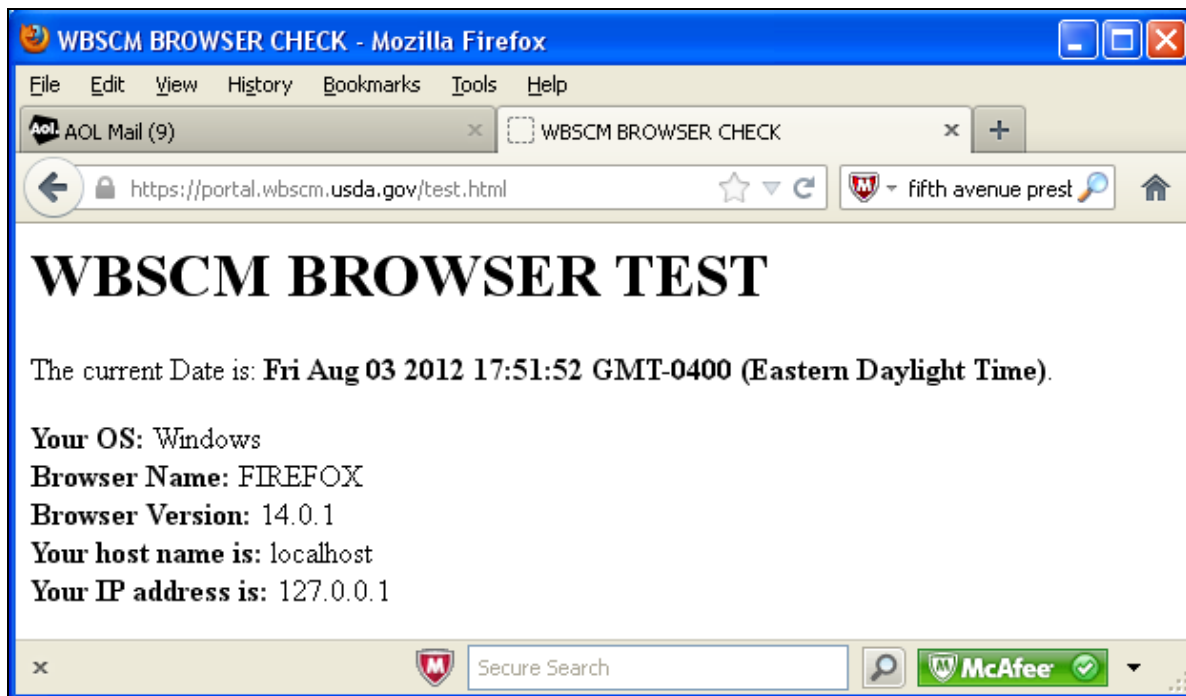 WBSCM BROWSER CHECK - Mozilla Firefox
File Edit View History Bookmarks Tools Help
Aol. AOL Mail (9) WBSCM BROWSER CHECK
https://portal.wbscm.usda.gov/test.html fifth avenue prest
WBSCM BROWSER TEST
The current Date is: Fri Aug 03 2012 17:51:52 GMT-0400 (Eastern Daylight Time).
Your OS: Windows
Browser Name: FIREFOX
Browser Version: 14.0.1
Your host name is: localhost
Your IP address is: 127.0.0.1
Secure Search McAfee